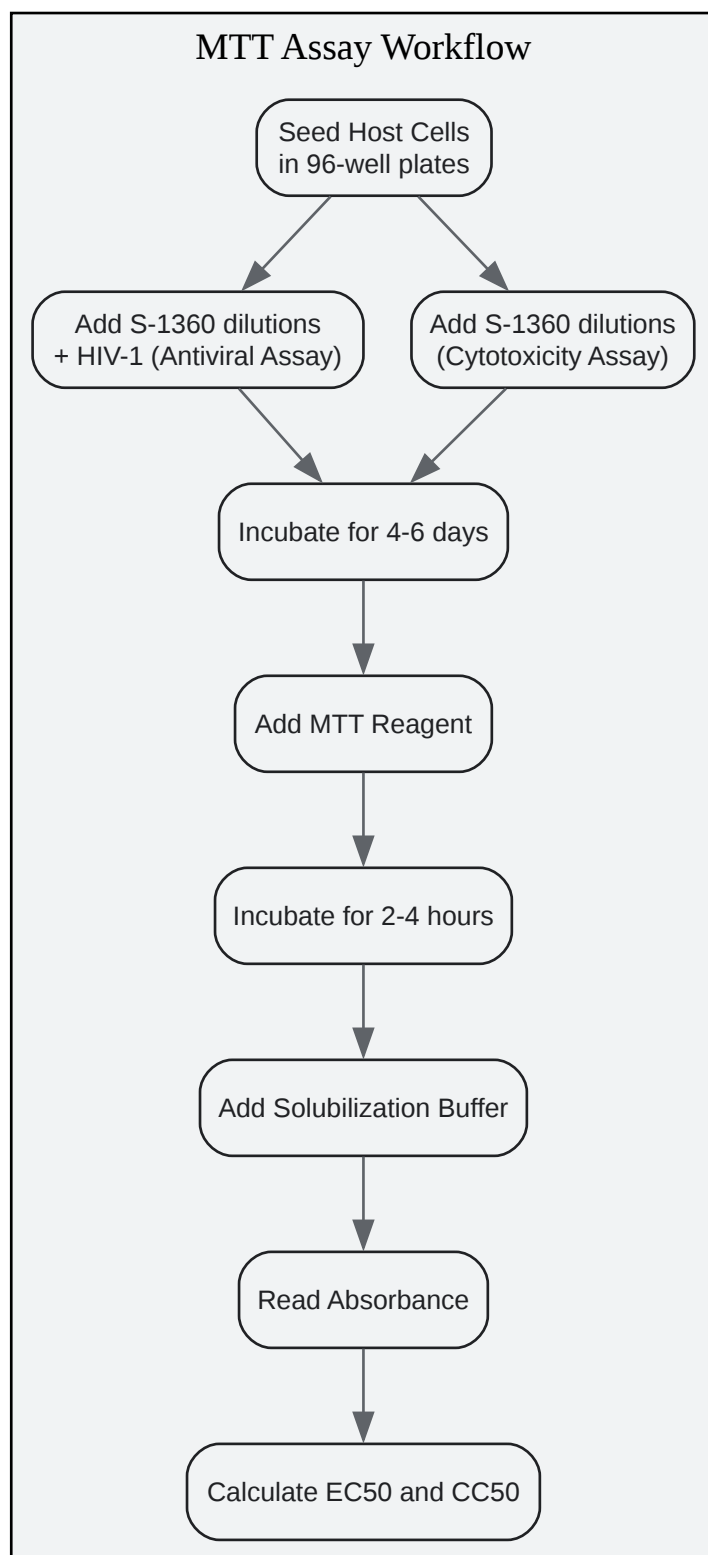 MTT Assay Workflow
Seed Host Cells
in 96-well plates
Add S-1360 dilutions
+ HIV-1 (Antiviral Assay)
Add S-1360 dilutions
(Cytotoxicity Assay)
Incubate for 4-6 days
Add MTT Reagent
Incubate for 2-4 hours
Add Solubilization Buffer
Read Absorbance
Calculate EC50 and CC50